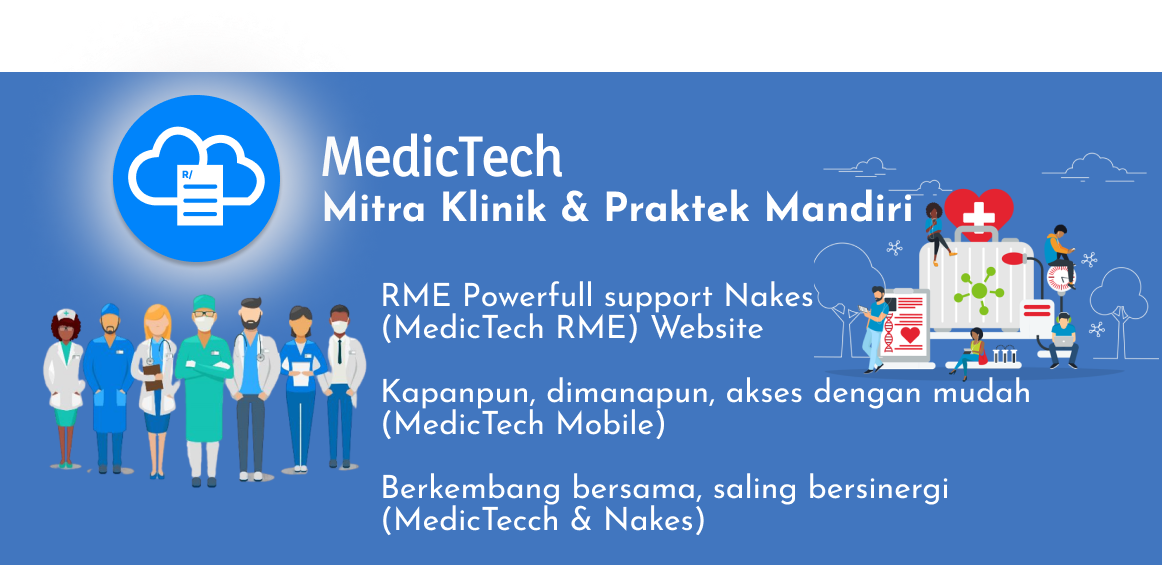 R/
MedicTech
Mitra Klinik & Praktek Mandiri
RME Powerfull support Nakes
(MedicTech RME) Website
Kapanpun, dimanapun, akses dengan mudah
(MedicTech Mobile)
Berkembang bersama, saling bersinergi
(MedicTecch & Nakes)